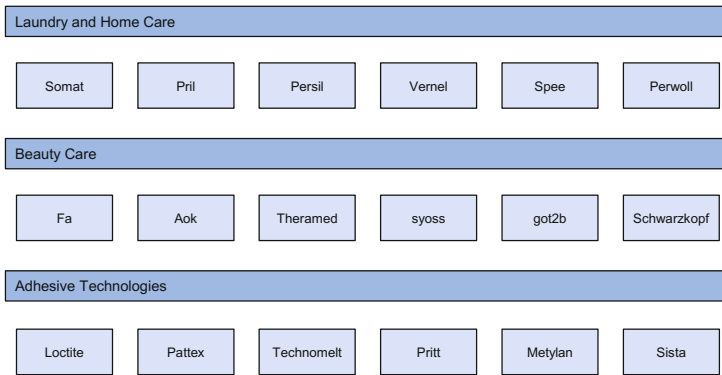 Laundry and Home Care
Somat Pril Persil Vernel Spee Perwoll
Beauty Care
Fa Aok Theramed syoss got2b Schwarzkopf
Adhesive Technologies
Loctite Pattex Technomelt Pritt Metylan Sista